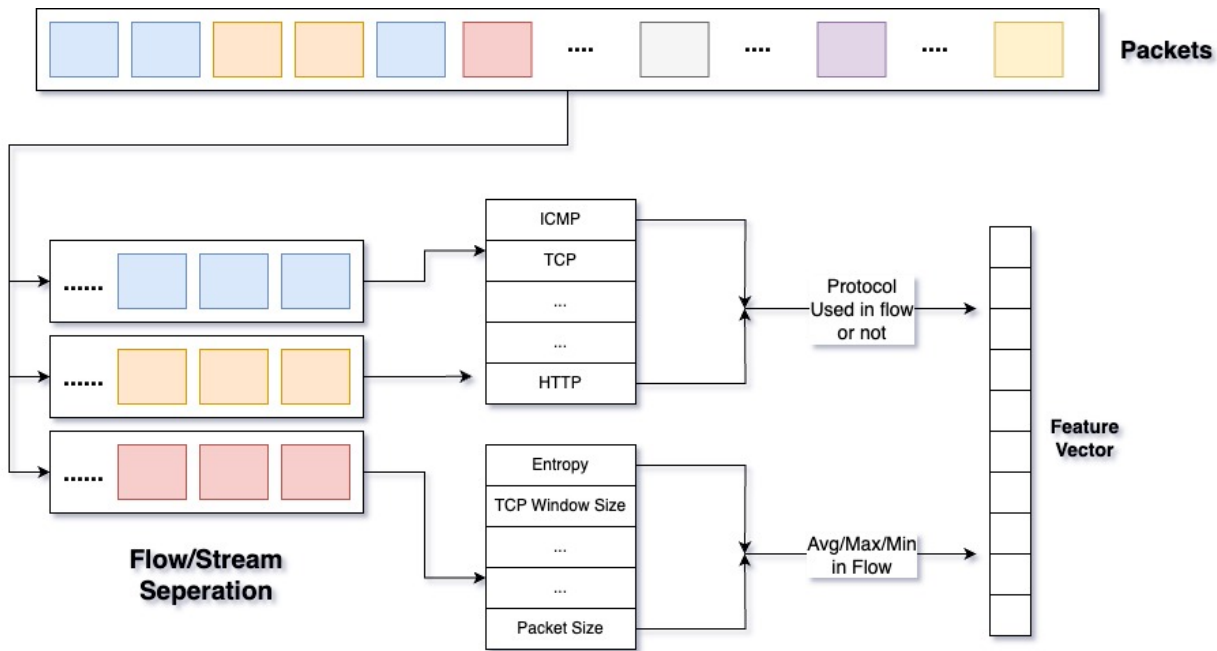 ....
....
....
Packets
......
......
......
Flow/Stream
Seperation
ICMP
TCP
...
...
HTTP
Entropy
TCP Window Size
...
...
Packet Size
Protocol
Used in flow
or not
Avg/Max/Min
in Flow
Feature
Vector